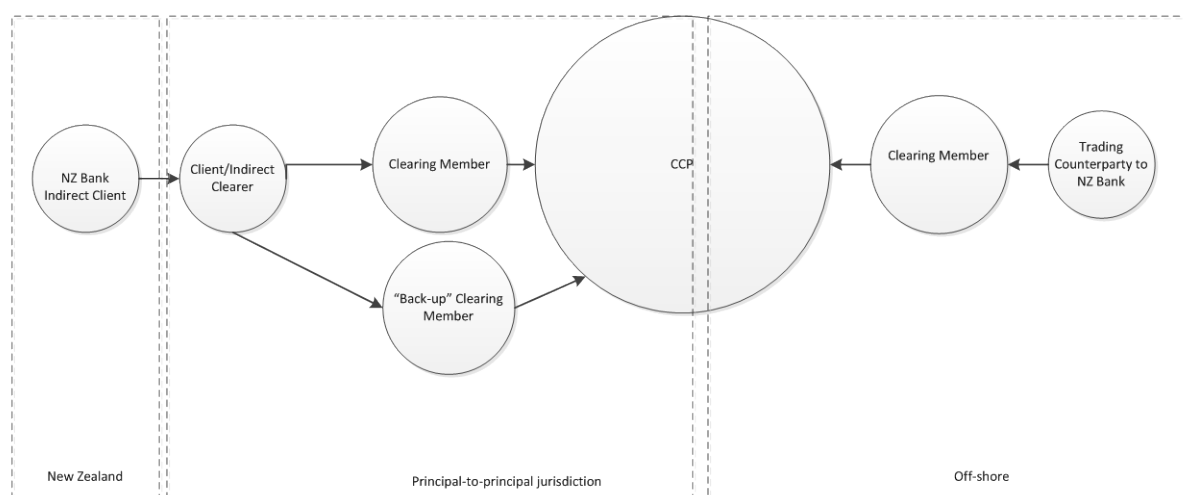 NZ Bank
Indirect Client
Client/Indirect
Clearer
Clearing Member
“Back-up” Clearing
Member
CCP
Clearing Member
Trading
Counterparty to
NZ Bank
New Zealand
Principal-to-principal jurisdiction
Off-shore